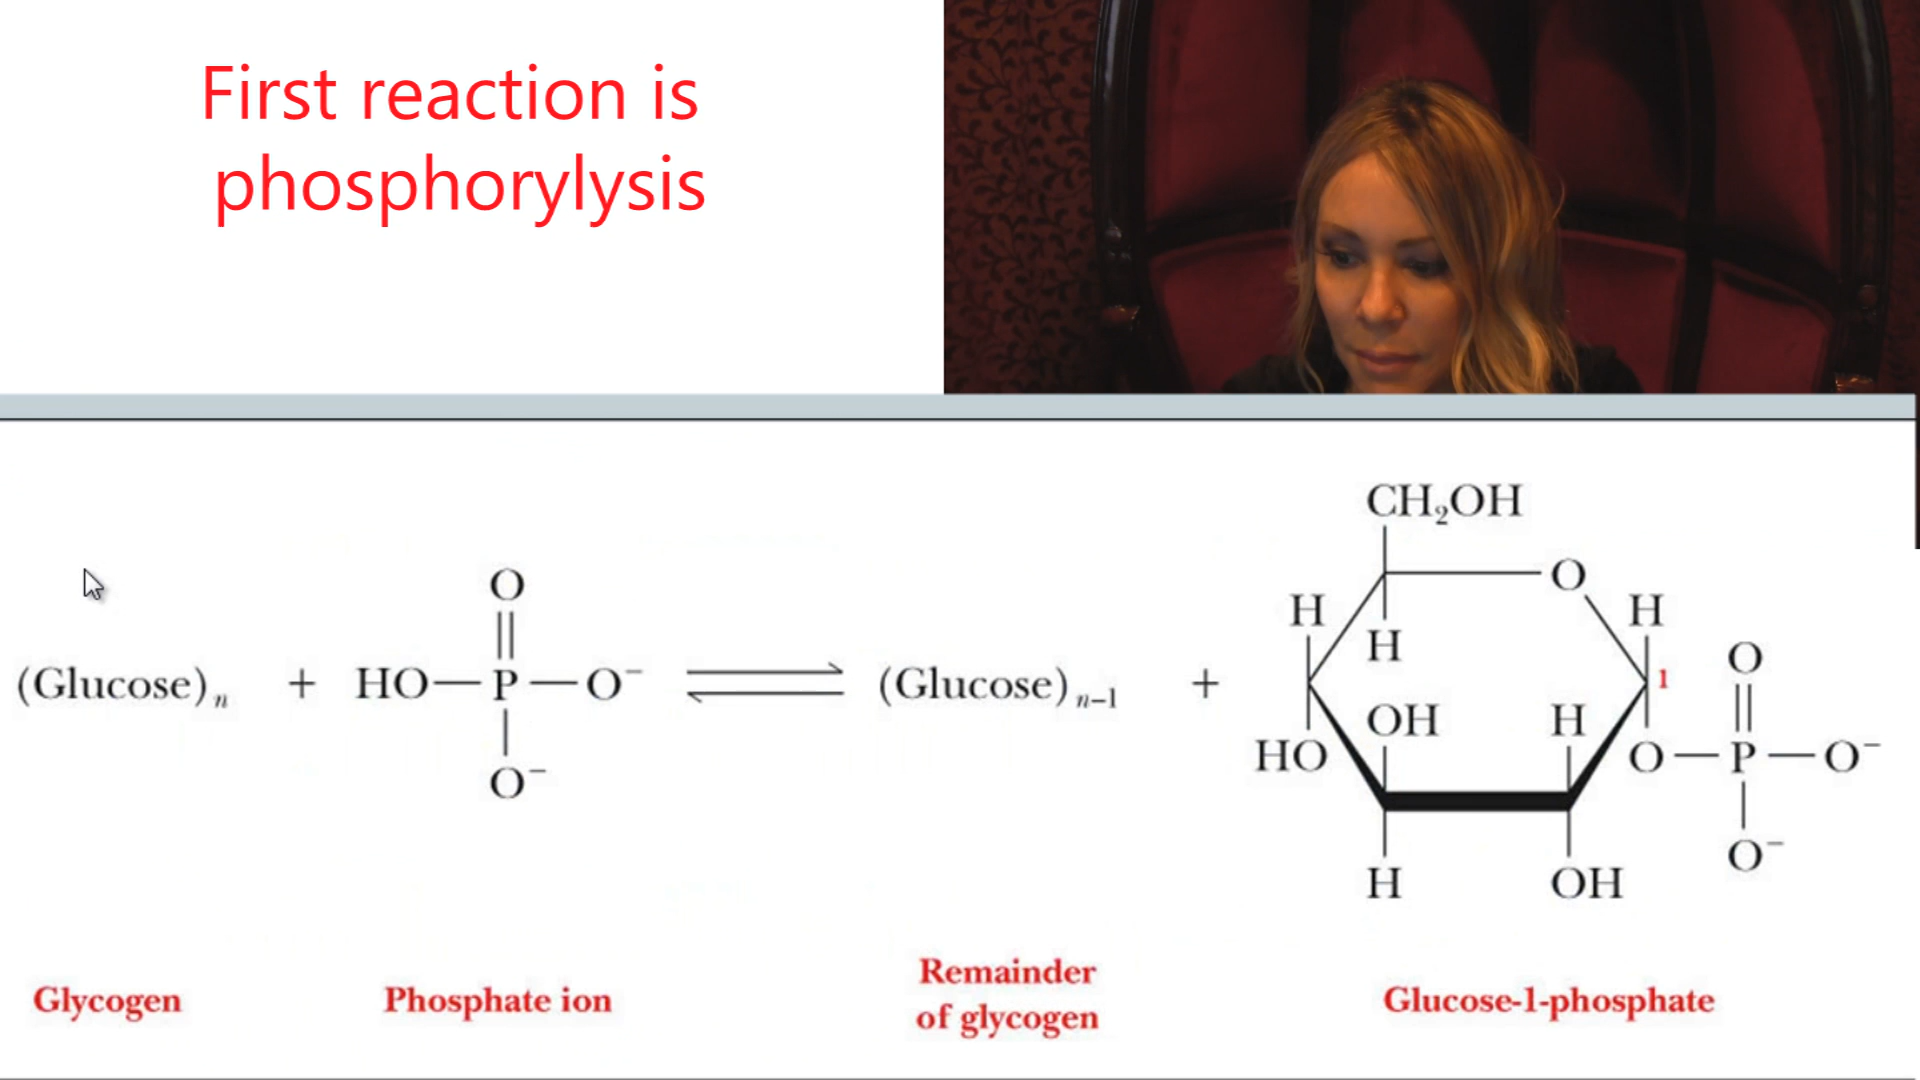 First reaction is
phosphorylysis
CH₂OH
O
H
H
H
1
O
O
(Glucose)ₙ + HO—P—O⁻ ⇌ (Glucose)ₙ₋₁ +
O⁻
OH
H
HO
O—P—O⁻
O⁻
H
OH
Glycogen
Phosphate ion
Remainder
of glycogen
Glucose-1-phosphate